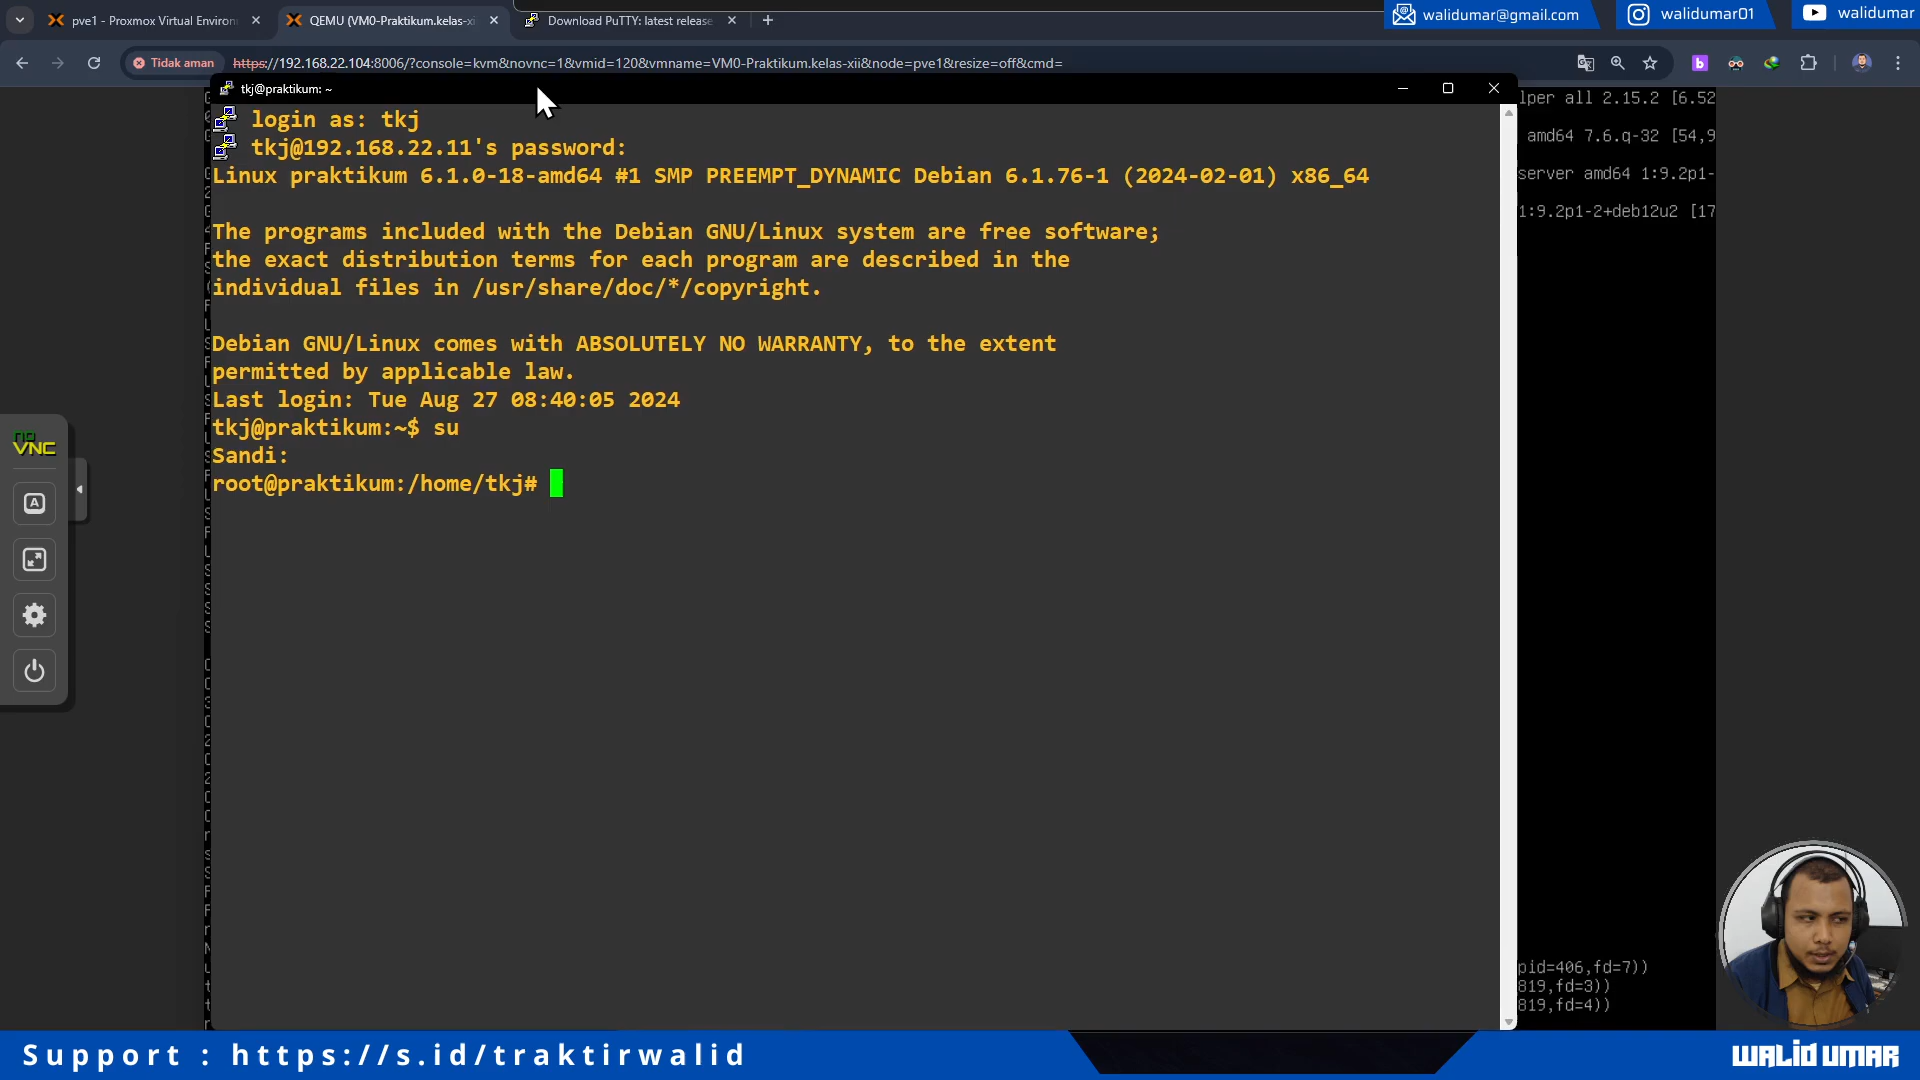 pve1 - Proxmox Virtual Environ
QEMU (VM0-Praktikum.kelas-xii
Download PuTTY: latest release
walidumar@gmail.com
walidumar01
walidumar
Tidak aman
https://192.168.22.104:8006/?console=kvm&novnc=1&vmid=120&vmname=VM0-Praktikum.kelas-xii&node=pve1&resize=off&cmd=
tkj@praktikum: ~
login as: tkj
tkj@192.168.22.11's password:
Linux praktikum 6.1.0-18-amd64 #1 SMP PREEMPT_DYNAMIC Debian 6.1.76-1 (2024-02-01) x86_64
The programs included with the Debian GNU/Linux system are free software;
the exact distribution terms for each program are described in the
individual files in /usr/share/doc/*/copyright.
Debian GNU/Linux comes with ABSOLUTELY NO WARRANTY, to the extent
permitted by applicable law.
Last login: Tue Aug 27 08:40:05 2024
tkj@praktikum:~$ su
Sandi:
root@praktikum:/home/tkj#
lper all 2.15.2 [6.52
amd64 7.6.q-32 [54,9
server amd64 1:9.2p1-
1:9.2p1-2+deb12u2 [17
pid=406,fd=7))
819,fd=3))
819,fd=4))
no
VNC
A
Support : https://s.id/traktirwalid
WALID UMAR